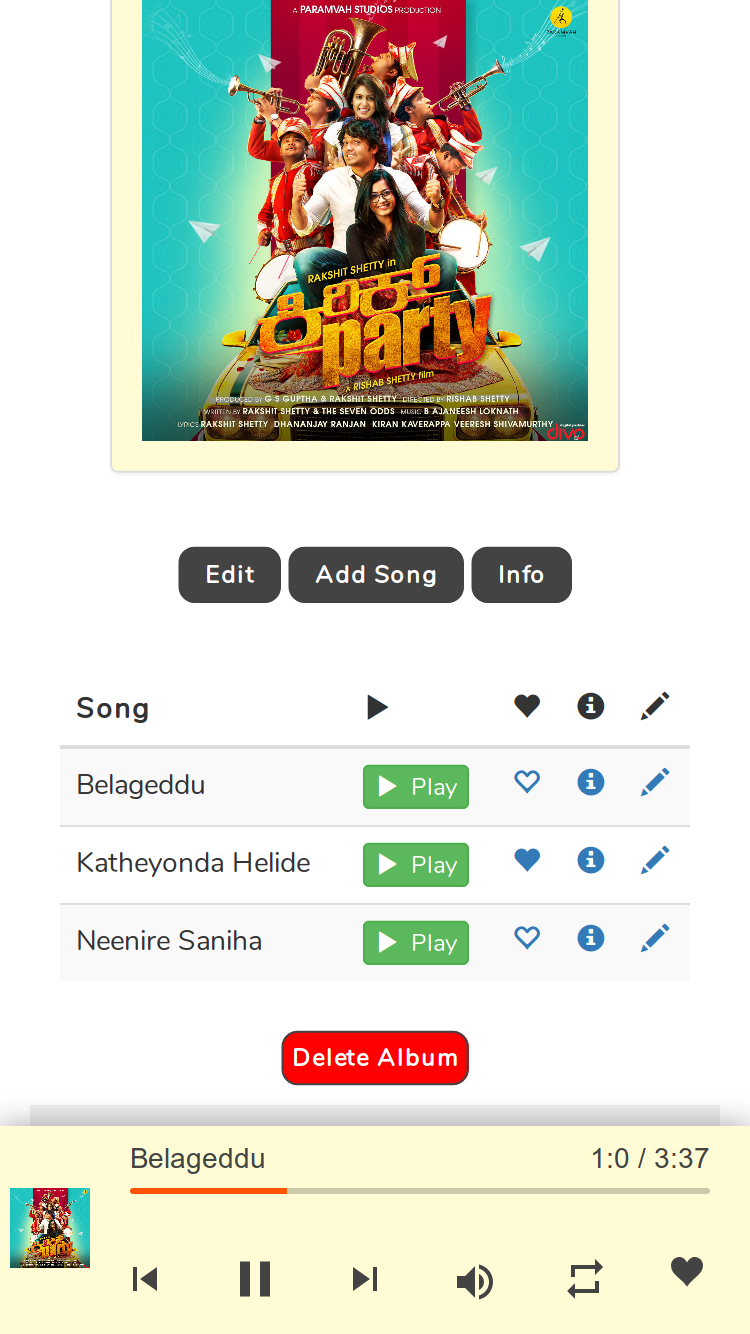 A PARAMVAH STUDIOS PRODUCTION
PARAMVAH
RAKSHIT SHETTY in
ಕಿರಿಕ್
party
A RISHAB SHETTY film
PRODUCED BY G S GUPTHA & RAKSHIT SHETTY DIRECTED BY RISHAB SHETTY
WRITTEN BY RAKSHIT SHETTY & THE SEVEN ODDS MUSIC B AJANEESH LOKNATH
LYRICS RAKSHIT SHETTY DHANANJAY RANJAN KIRAN KAVERAPPA VEERESH SHIVAMURTHY
digital partner
divo
Edit Add Song Info
Song
Belageddu Play
Katheyonda Helide Play
Neenire Saniha Play
Delete Album
Belageddu 1:0 / 3:37